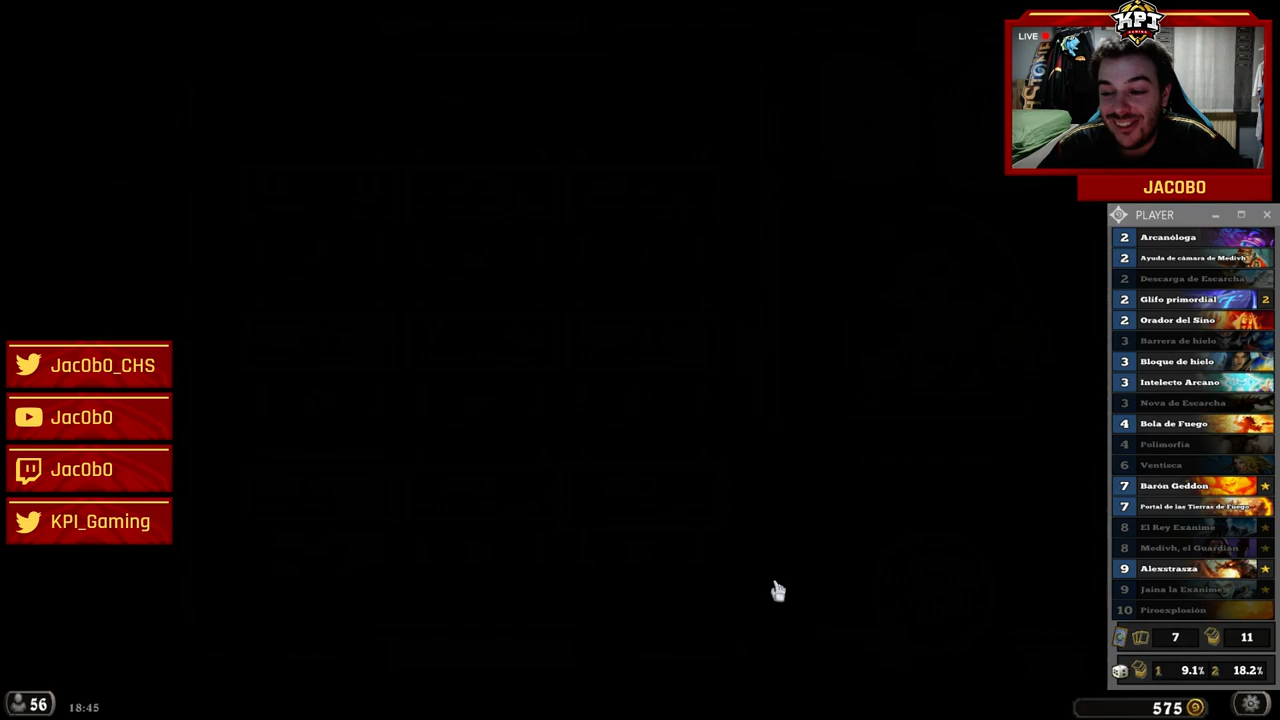 LIVE
KPI
GAMING
JACOBO
PLAYER
2 Arcanóloga
2 Ayuda de cámara de Medivh
2 Descarga de Escarcha
2 Glifo primordial 2
2 Orador del Sino
3 Barrera de hielo
3 Bloque de hielo
3 Intelecto Arcano
3 Nova de Escarcha
4 Bola de Fuego
4 Polimorfia
6 Ventisca
7 Barón Geddon
7 Portal de las Tierras de Fuego
8 El Rey Exánime
8 Medivh, el Guardián
9 Alexstrasza
9 Jaina la Exánime
10 Piroexplosión
7 11
1 9.1% 2 18.2%
Jac0b0_CHS
Jac0b0
Jac0b0
KPI_Gaming
56 18:45
575